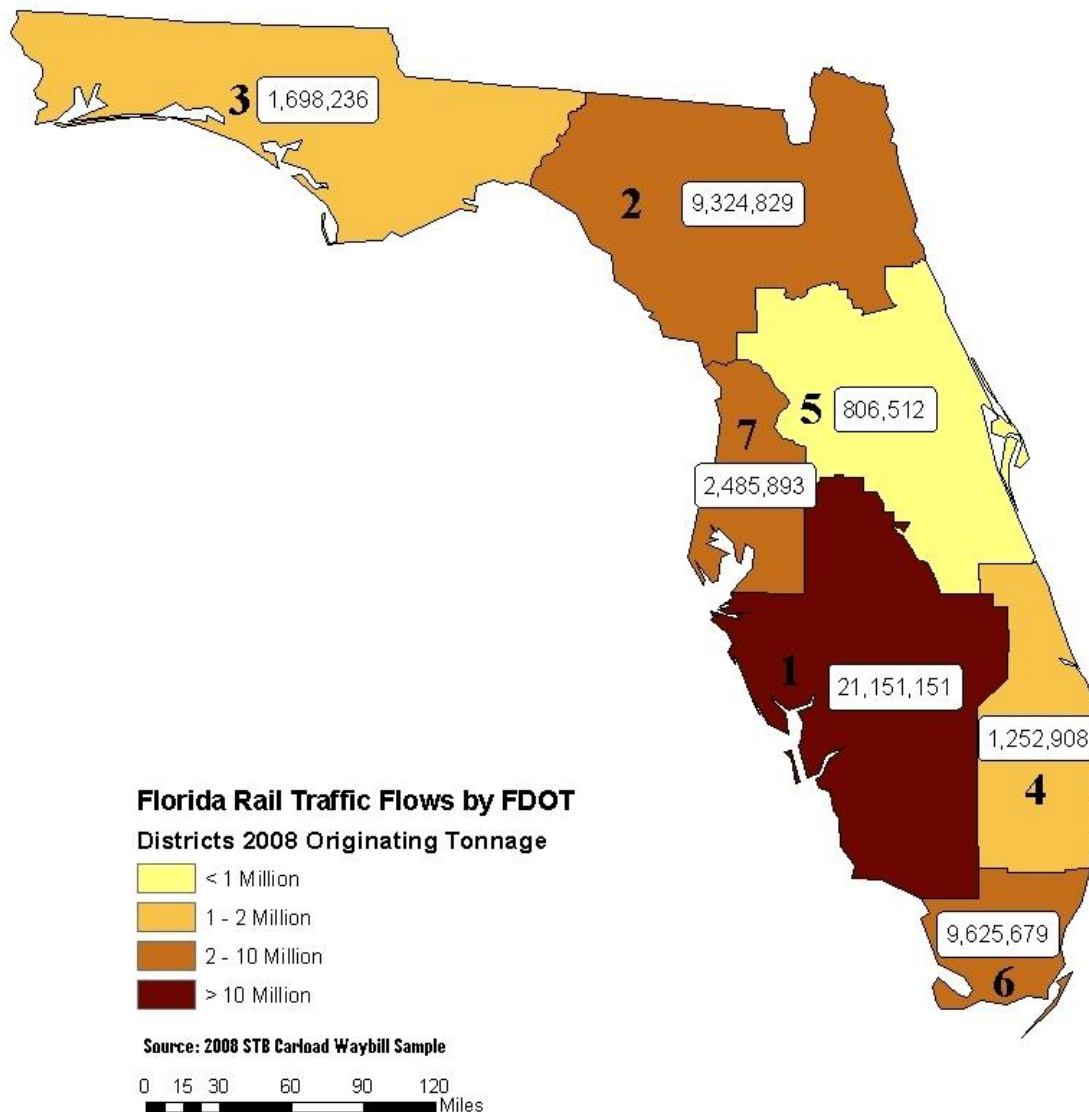 3 1,698,236
2 9,324,829
5 806,512
7
2,485,893
1 21,151,151
1,252,908
4
9,625,679
6
Florida Rail Traffic Flows by FDOT
Districts 2008 Originating Tonnage
< 1 Million
1 - 2 Million
2 - 10 Million
> 10 Million
Source: 2008 STB Carload Waybill Sample
0 15 30 60 90 120
Miles